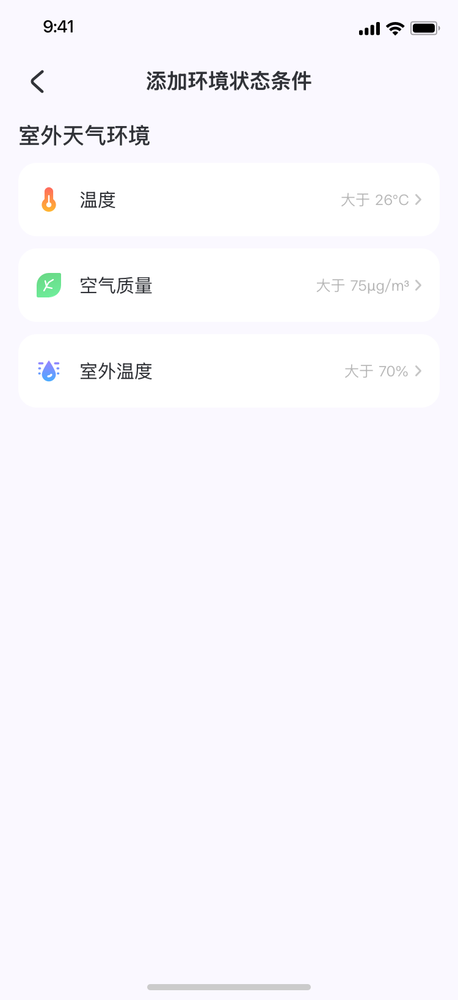 9:41
添加环境状态条件
室外天气环境
温度
大于 26°C
空气质量
大于 75μg/m³
室外温度
大于 70%